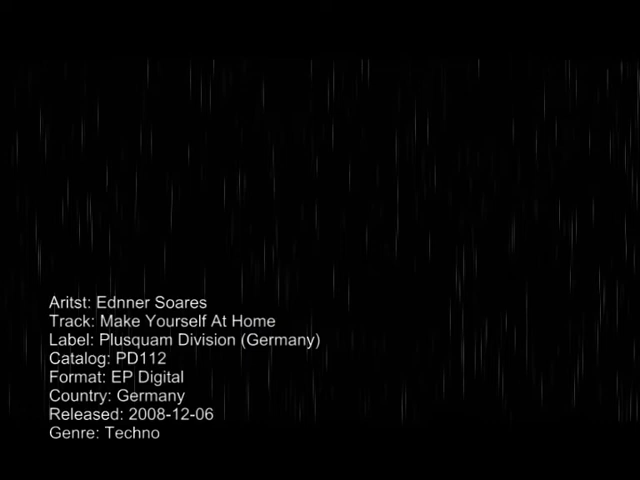 Aritst: Ednner Soares
Track: Make Yourself At Home
Label: Plusquam Division (Germany)
Catalog: PD112
Format: EP Digital
Country: Germany
Released: 2008-12-06
Genre: Techno